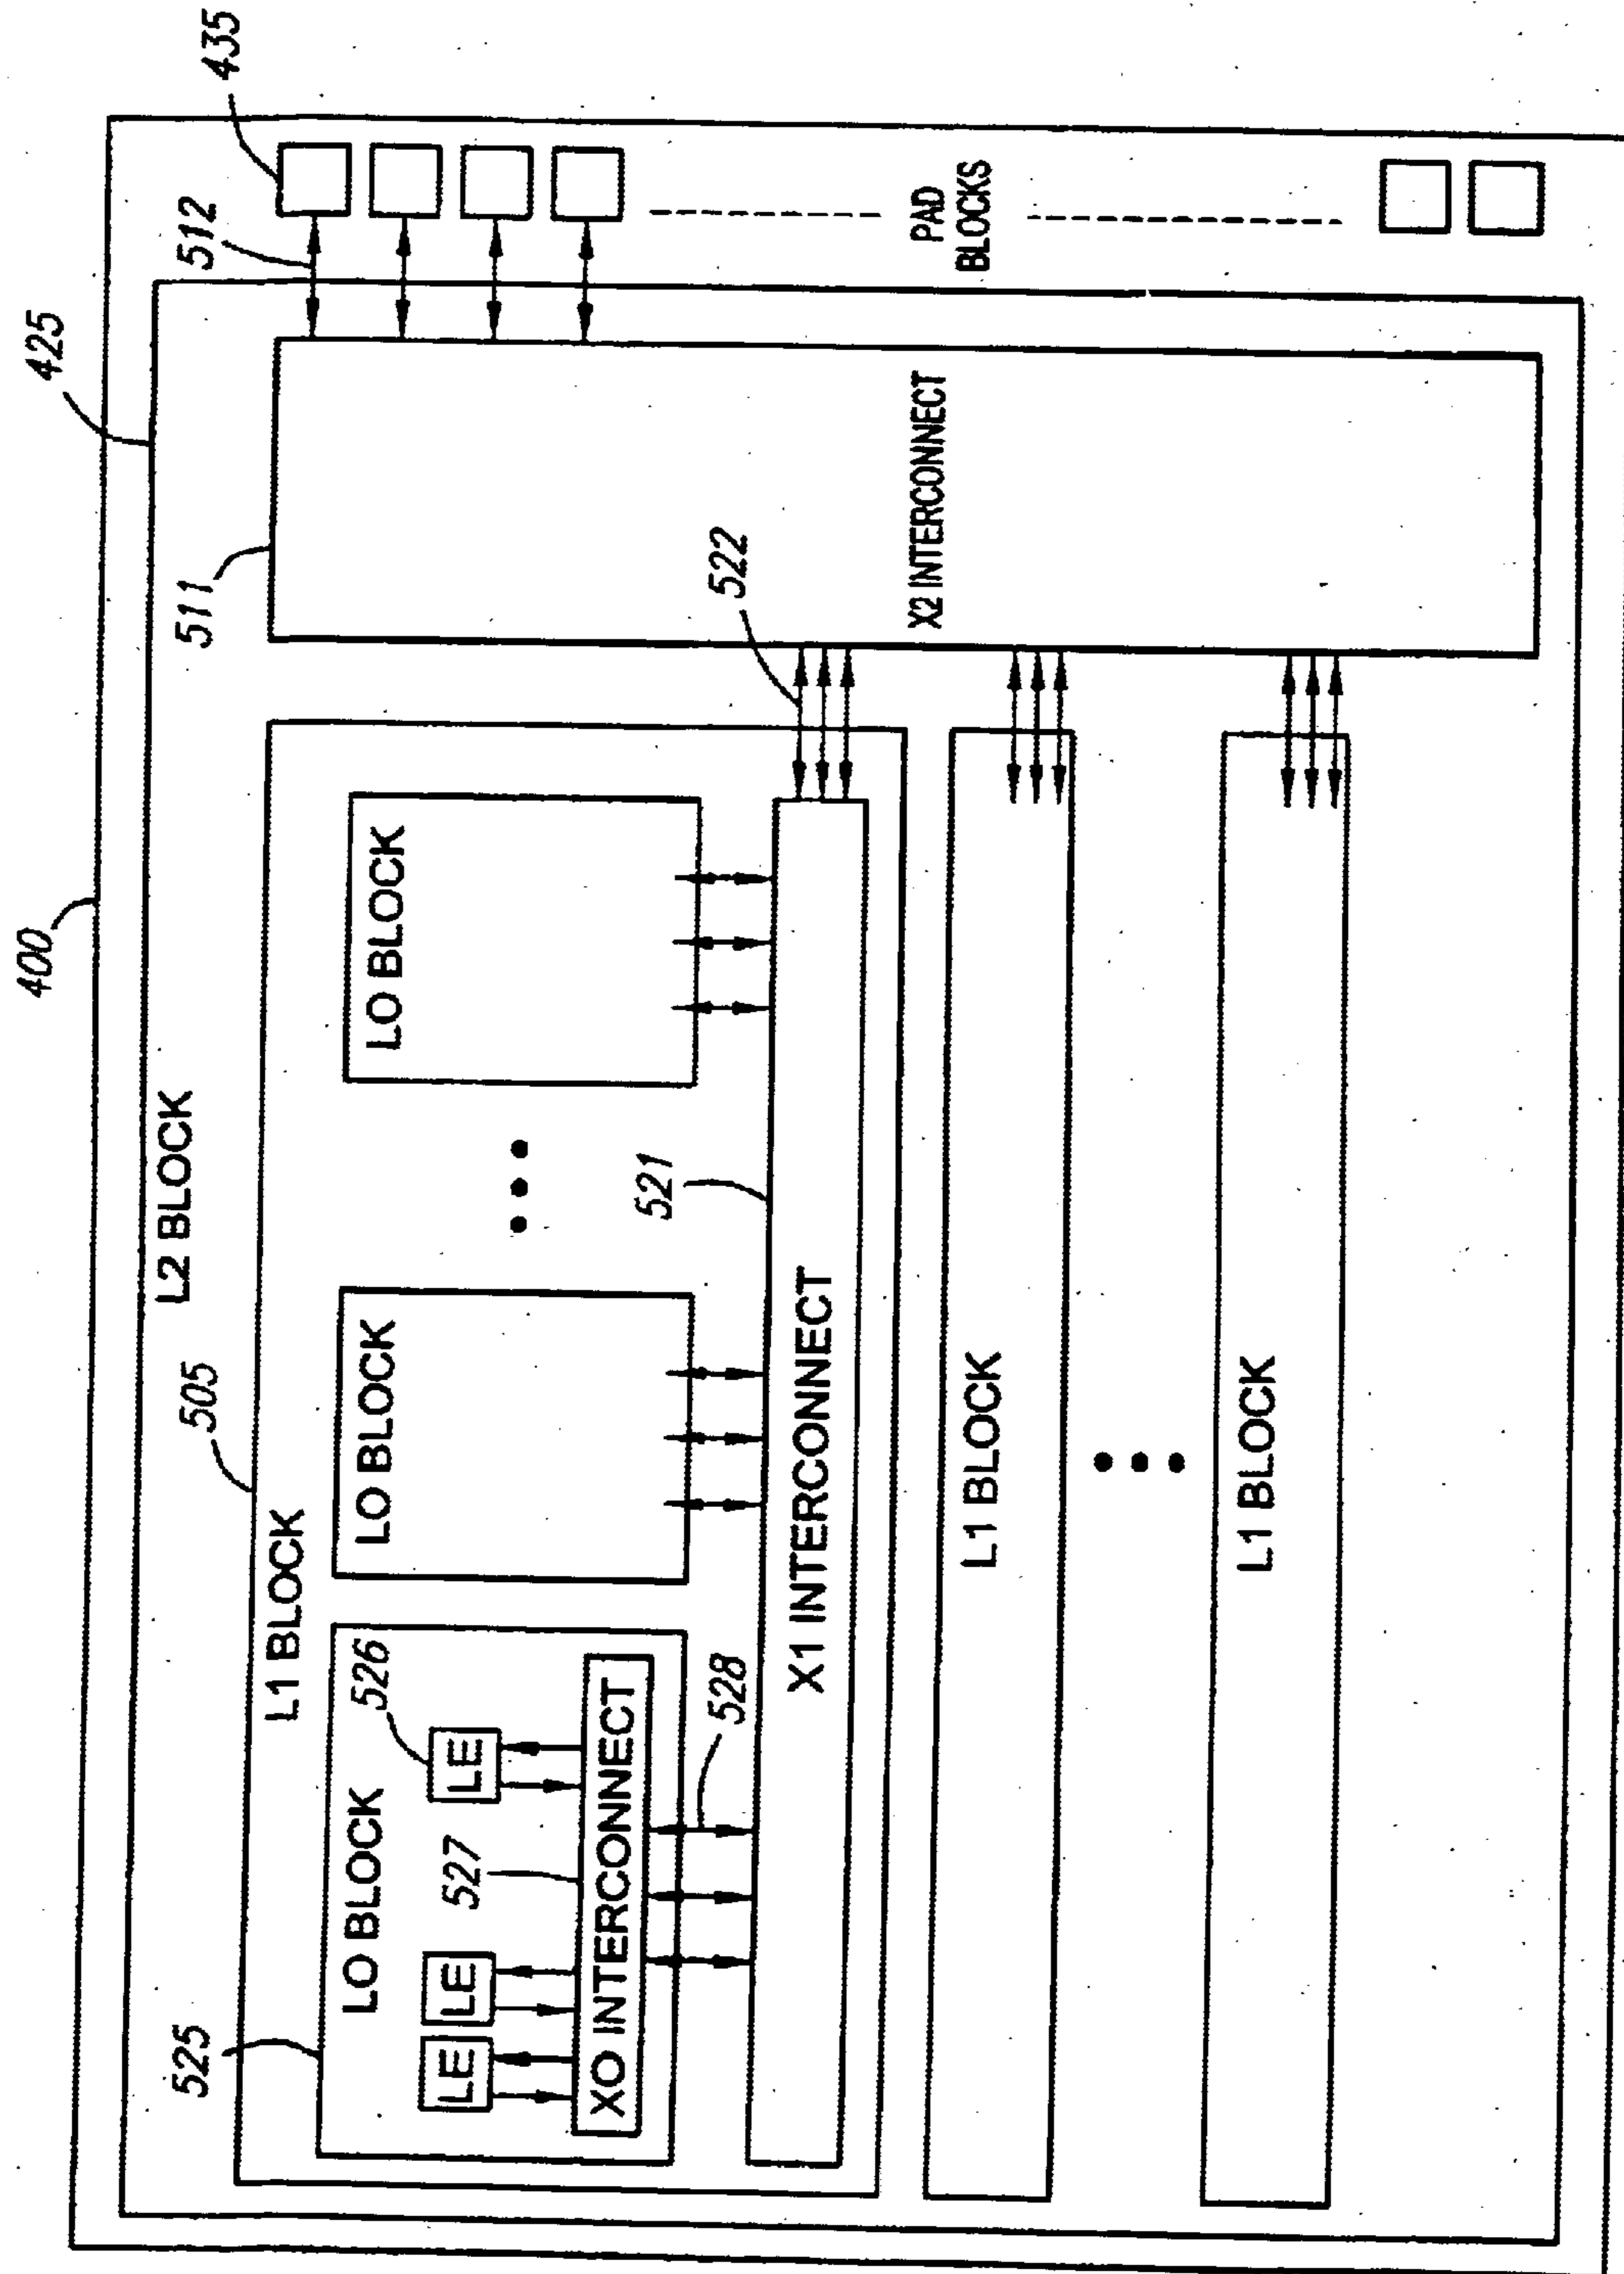 400
425
L2 BLOCK
505
511
512
435
L1 BLOCK
525
LO BLOCK
526
LE
LE
LE
527
XO INTERCONNECT
528
LO BLOCK
LO BLOCK
521
X1 INTERCONNECT
522
X2 INTERCONNECT
PAD
BLOCKS
L1 BLOCK
L1 BLOCK